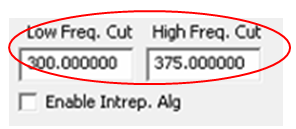 Low Freq. Cut High Freq. Cut
300.000000 375.000000
Enable Intrep. Alg